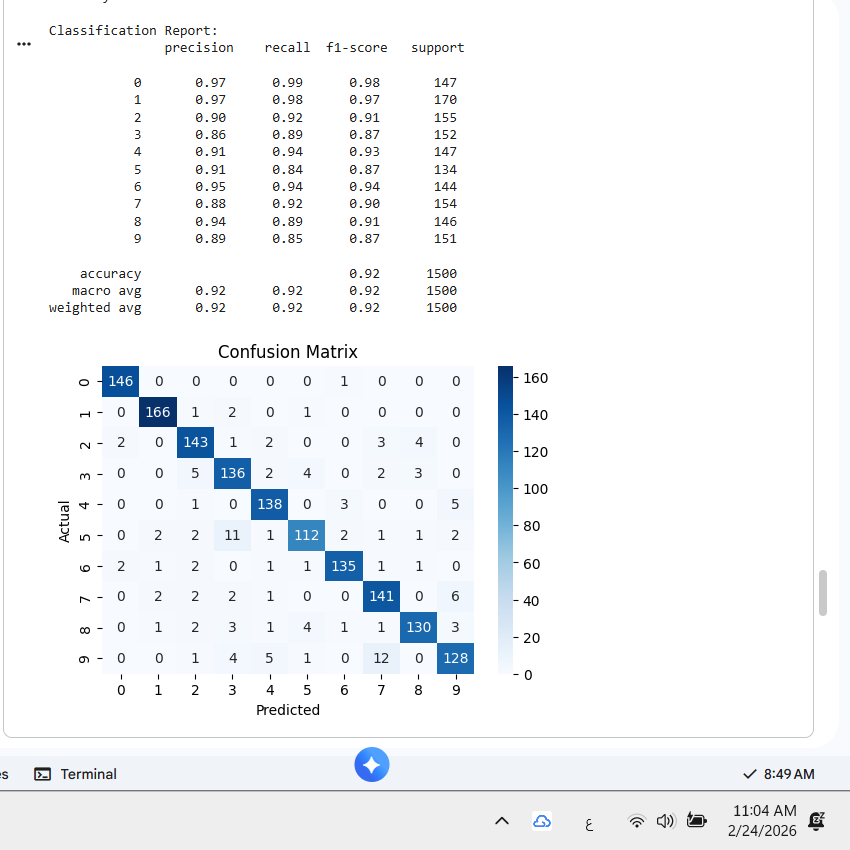 Classification Report:
precision recall f1-score support
0 0.97 0.99 0.98 147
1 0.97 0.98 0.97 170
2 0.90 0.92 0.91 155
3 0.86 0.89 0.87 152
4 0.91 0.94 0.93 147
5 0.91 0.84 0.87 134
6 0.95 0.94 0.94 144
7 0.88 0.92 0.90 154
8 0.94 0.89 0.91 146
9 0.89 0.85 0.87 151
accuracy 0.92 1500
macro avg 0.92 0.92 0.92 1500
weighted avg 0.92 0.92 0.92 1500
Confusion Matrix
0 146 0 0 0 0 0 1 0 0 0
1 0 166 1 2 0 1 0 0 0 0
2 2 0 143 1 2 0 0 3 4 0
3 0 0 5 136 2 4 0 2 3 0
4 0 0 1 0 138 0 3 0 0 5
5 0 2 2 11 1 112 2 1 1 2
6 2 1 2 0 1 1 135 1 1 0
7 0 2 2 2 1 0 0 141 0 6
8 0 1 2 3 1 4 1 1 130 3
9 0 0 1 4 5 1 0 12 0 128
0 1 2 3 4 5 6 7 8 9
Actual
Predicted
160
140
120
100
80
60
40
20
0
es Terminal 8:49 AM
ع
11:04 AM
2/24/2026